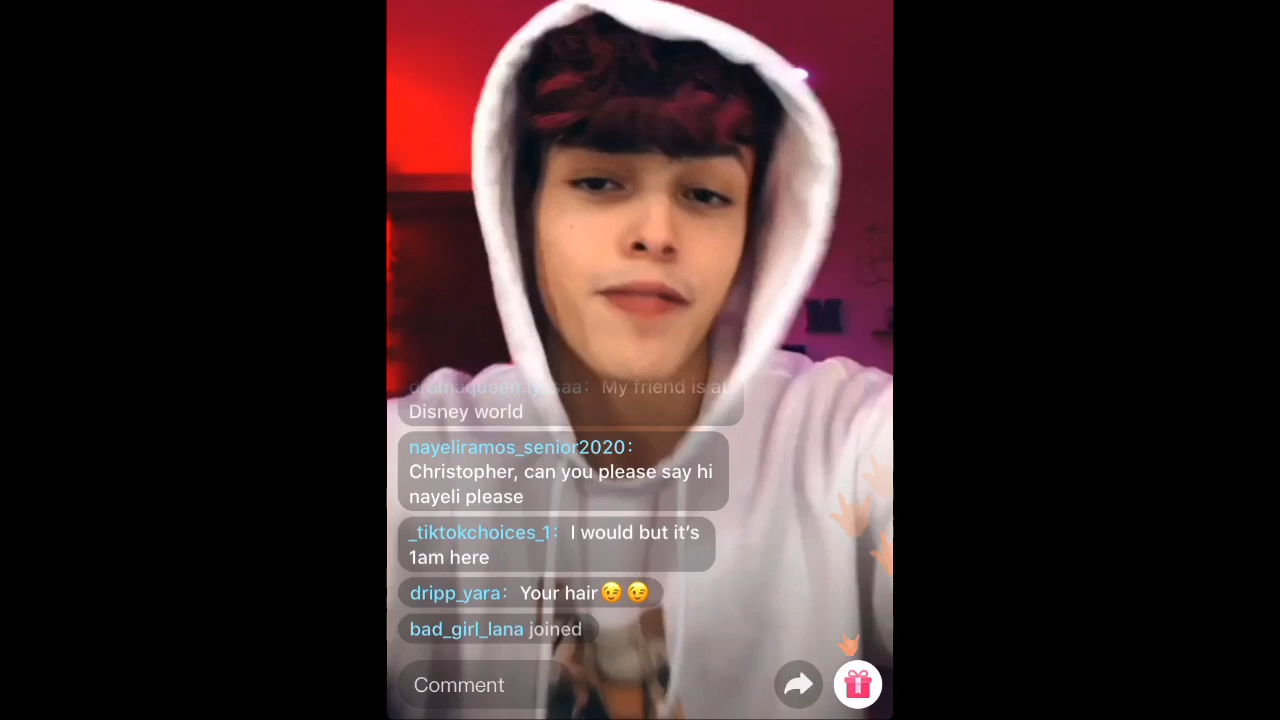 My friend is at
Disney world
nayeliramos_senior2020:
Christopher, can you please say hi
nayeli please
_tiktokchoices_1: I would but it’s
1am here
dripp_yara: Your hair😉 😉
bad_girl_lana joined
Comment
M